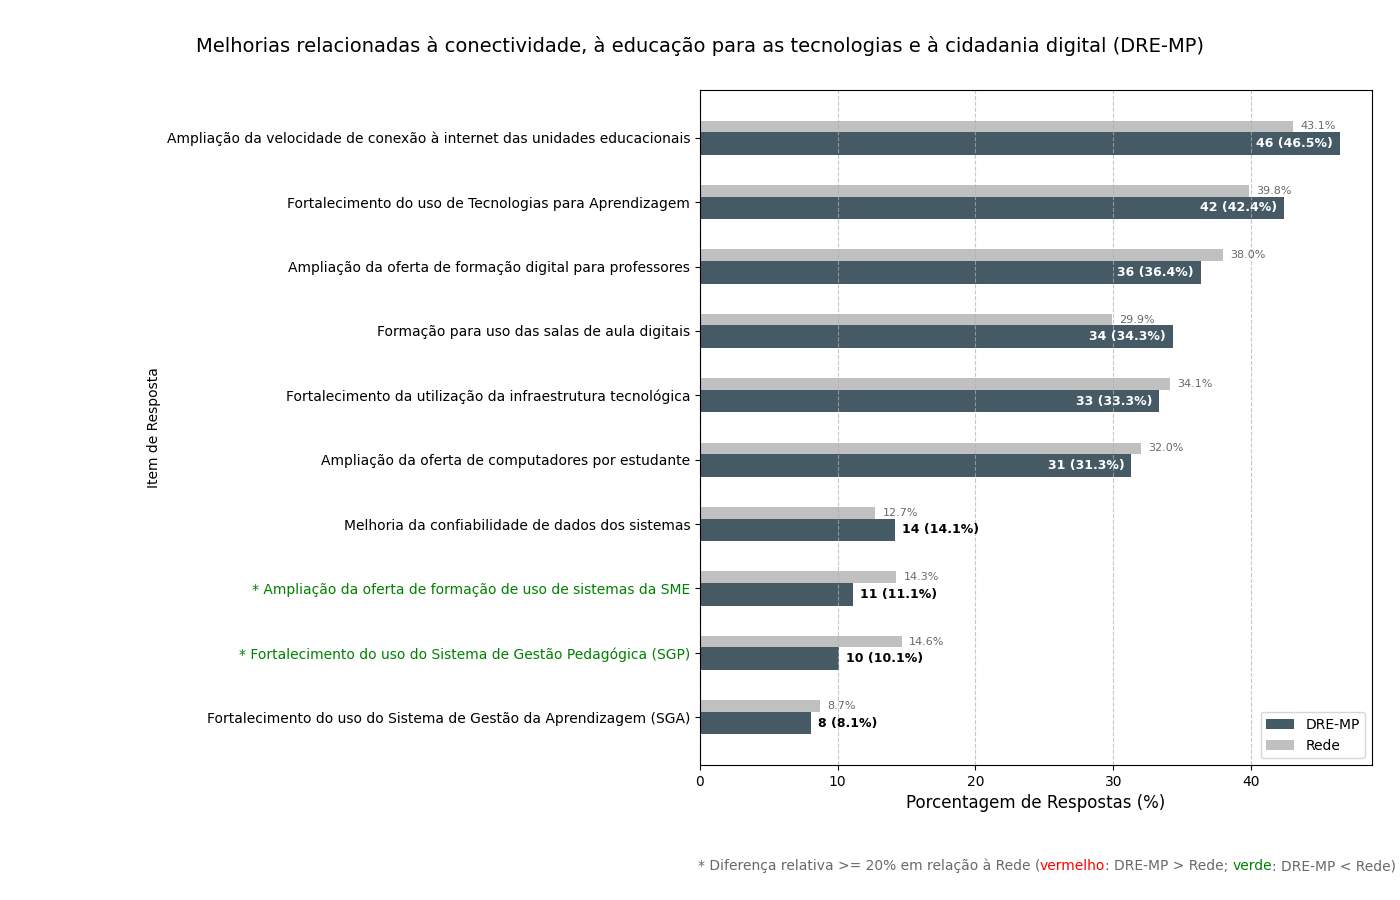 Melhorias relacionadas à conectividade, à educação para as tecnologias e à cidadania digital (DRE-MP)
Item de Resposta
Ampliação da velocidade de conexão à internet das unidades educacionais
43.1%
46 (46.5%)
Fortalecimento do uso de Tecnologias para Aprendizagem
39.8%
42 (42.4%)
Ampliação da oferta de formação digital para professores
38.0%
36 (36.4%)
Formação para uso das salas de aula digitais
29.9%
34 (34.3%)
Fortalecimento da utilização da infraestrutura tecnológica
34.1%
33 (33.3%)
Ampliação da oferta de computadores por estudante
32.0%
31 (31.3%)
Melhoria da confiabilidade de dados dos sistemas
12.7%
14 (14.1%)
* Ampliação da oferta de formação de uso de sistemas da SME
14.3%
11 (11.1%)
* Fortalecimento do uso do Sistema de Gestão Pedagógica (SGP)
14.6%
10 (10.1%)
Fortalecimento do uso do Sistema de Gestão da Aprendizagem (SGA)
8.7%
8 (8.1%)
DRE-MP
Rede
0 10 20 30 40
Porcentagem de Respostas (%)
* Diferença relativa >= 20% em relação à Rede (vermelho: DRE-MP > Rede; verde: DRE-MP < Rede)